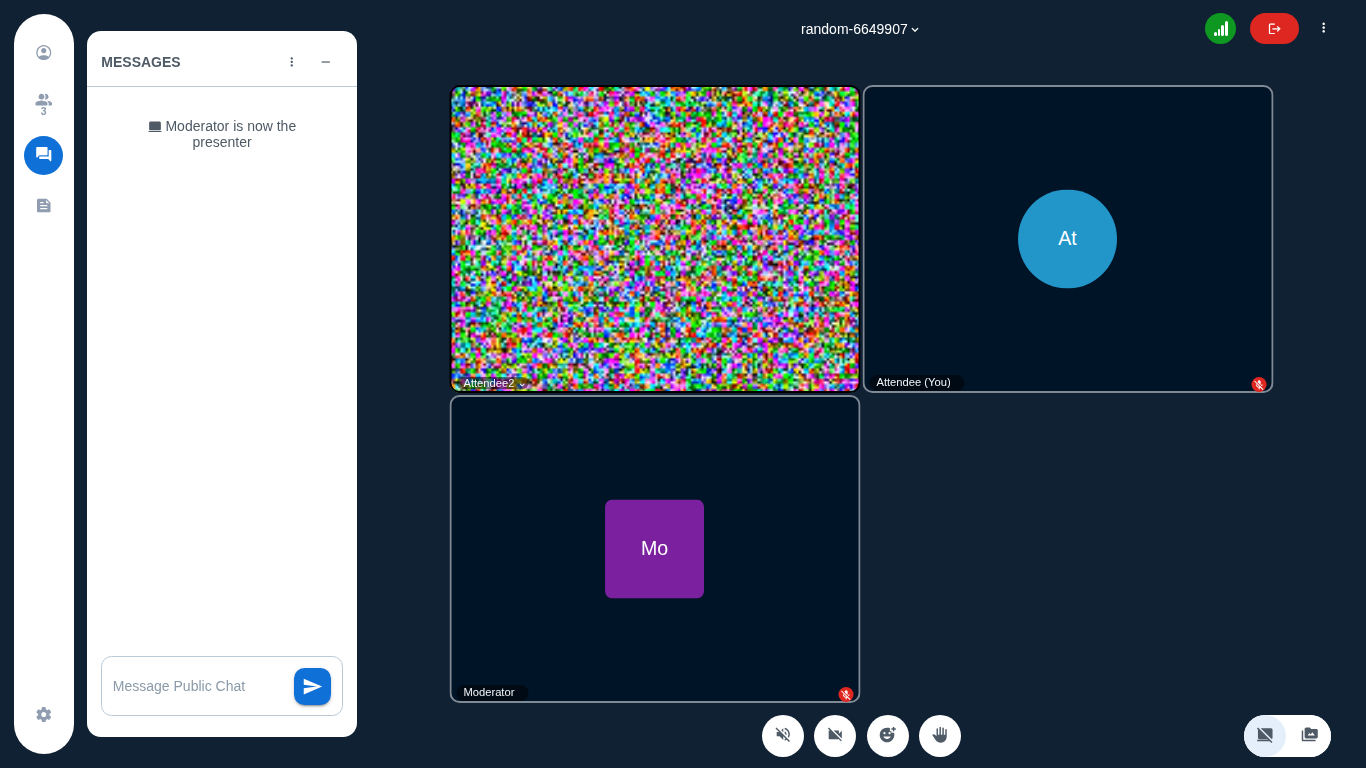 random-6649907
3
MESSAGES
Moderator is now the
presenter
Message Public Chat
Attendee2
At
Attendee (You)
Mo
Moderator